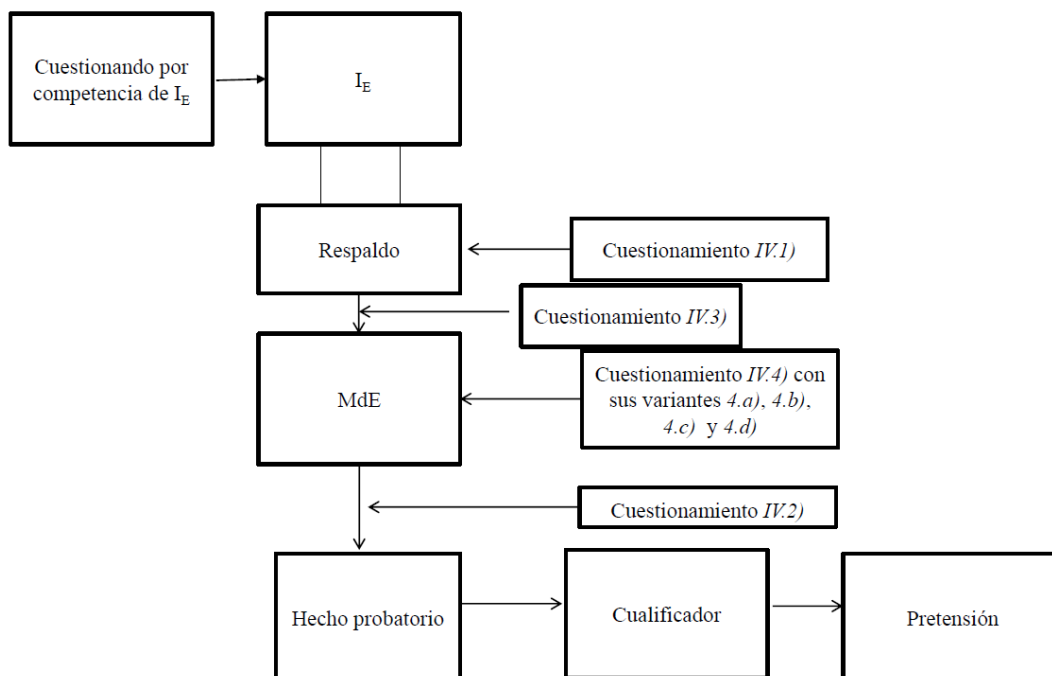 Cuestionando por
competencia de I_E
I_E
Respaldo
Cuestionamiento IV.1)
Cuestionamiento IV.3)
MdE
Cuestionamiento IV.4) con
sus variantes 4.a), 4.b),
4.c) y 4.d)
Cuestionamiento IV.2)
Hecho probatorio
Cualificador
Pretensión